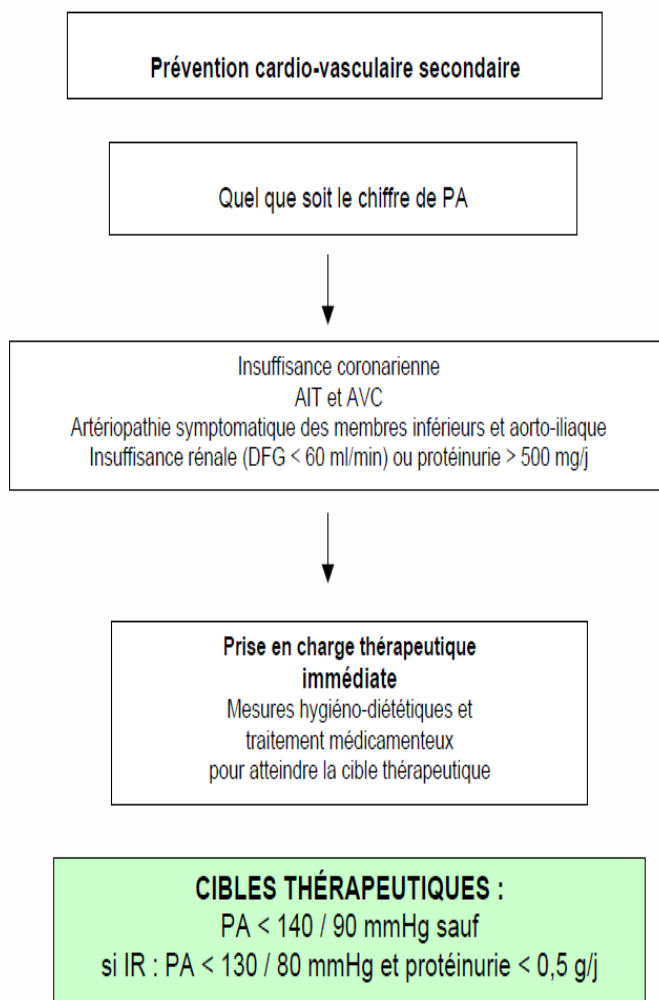 Prévention cardio-vasculaire secondaire
Quel que soit le chiffre de PA
Insuffisance coronarienne
AIT et AVC
Artériopathie symptomatique des membres inférieurs et aorto-iliaque
Insuffisance rénale (DFG < 60 ml/min) ou protéinurie > 500 mg/j
Prise en charge thérapeutique
immédiate
Mesures hygiéno-diététiques et
traitement médicamenteux
pour atteindre la cible thérapeutique
CIBLES THÉRAPEUTIQUES :
PA < 140 / 90 mmHg sauf
si IR : PA < 130 / 80 mmHg et protéinurie < 0,5 g/j